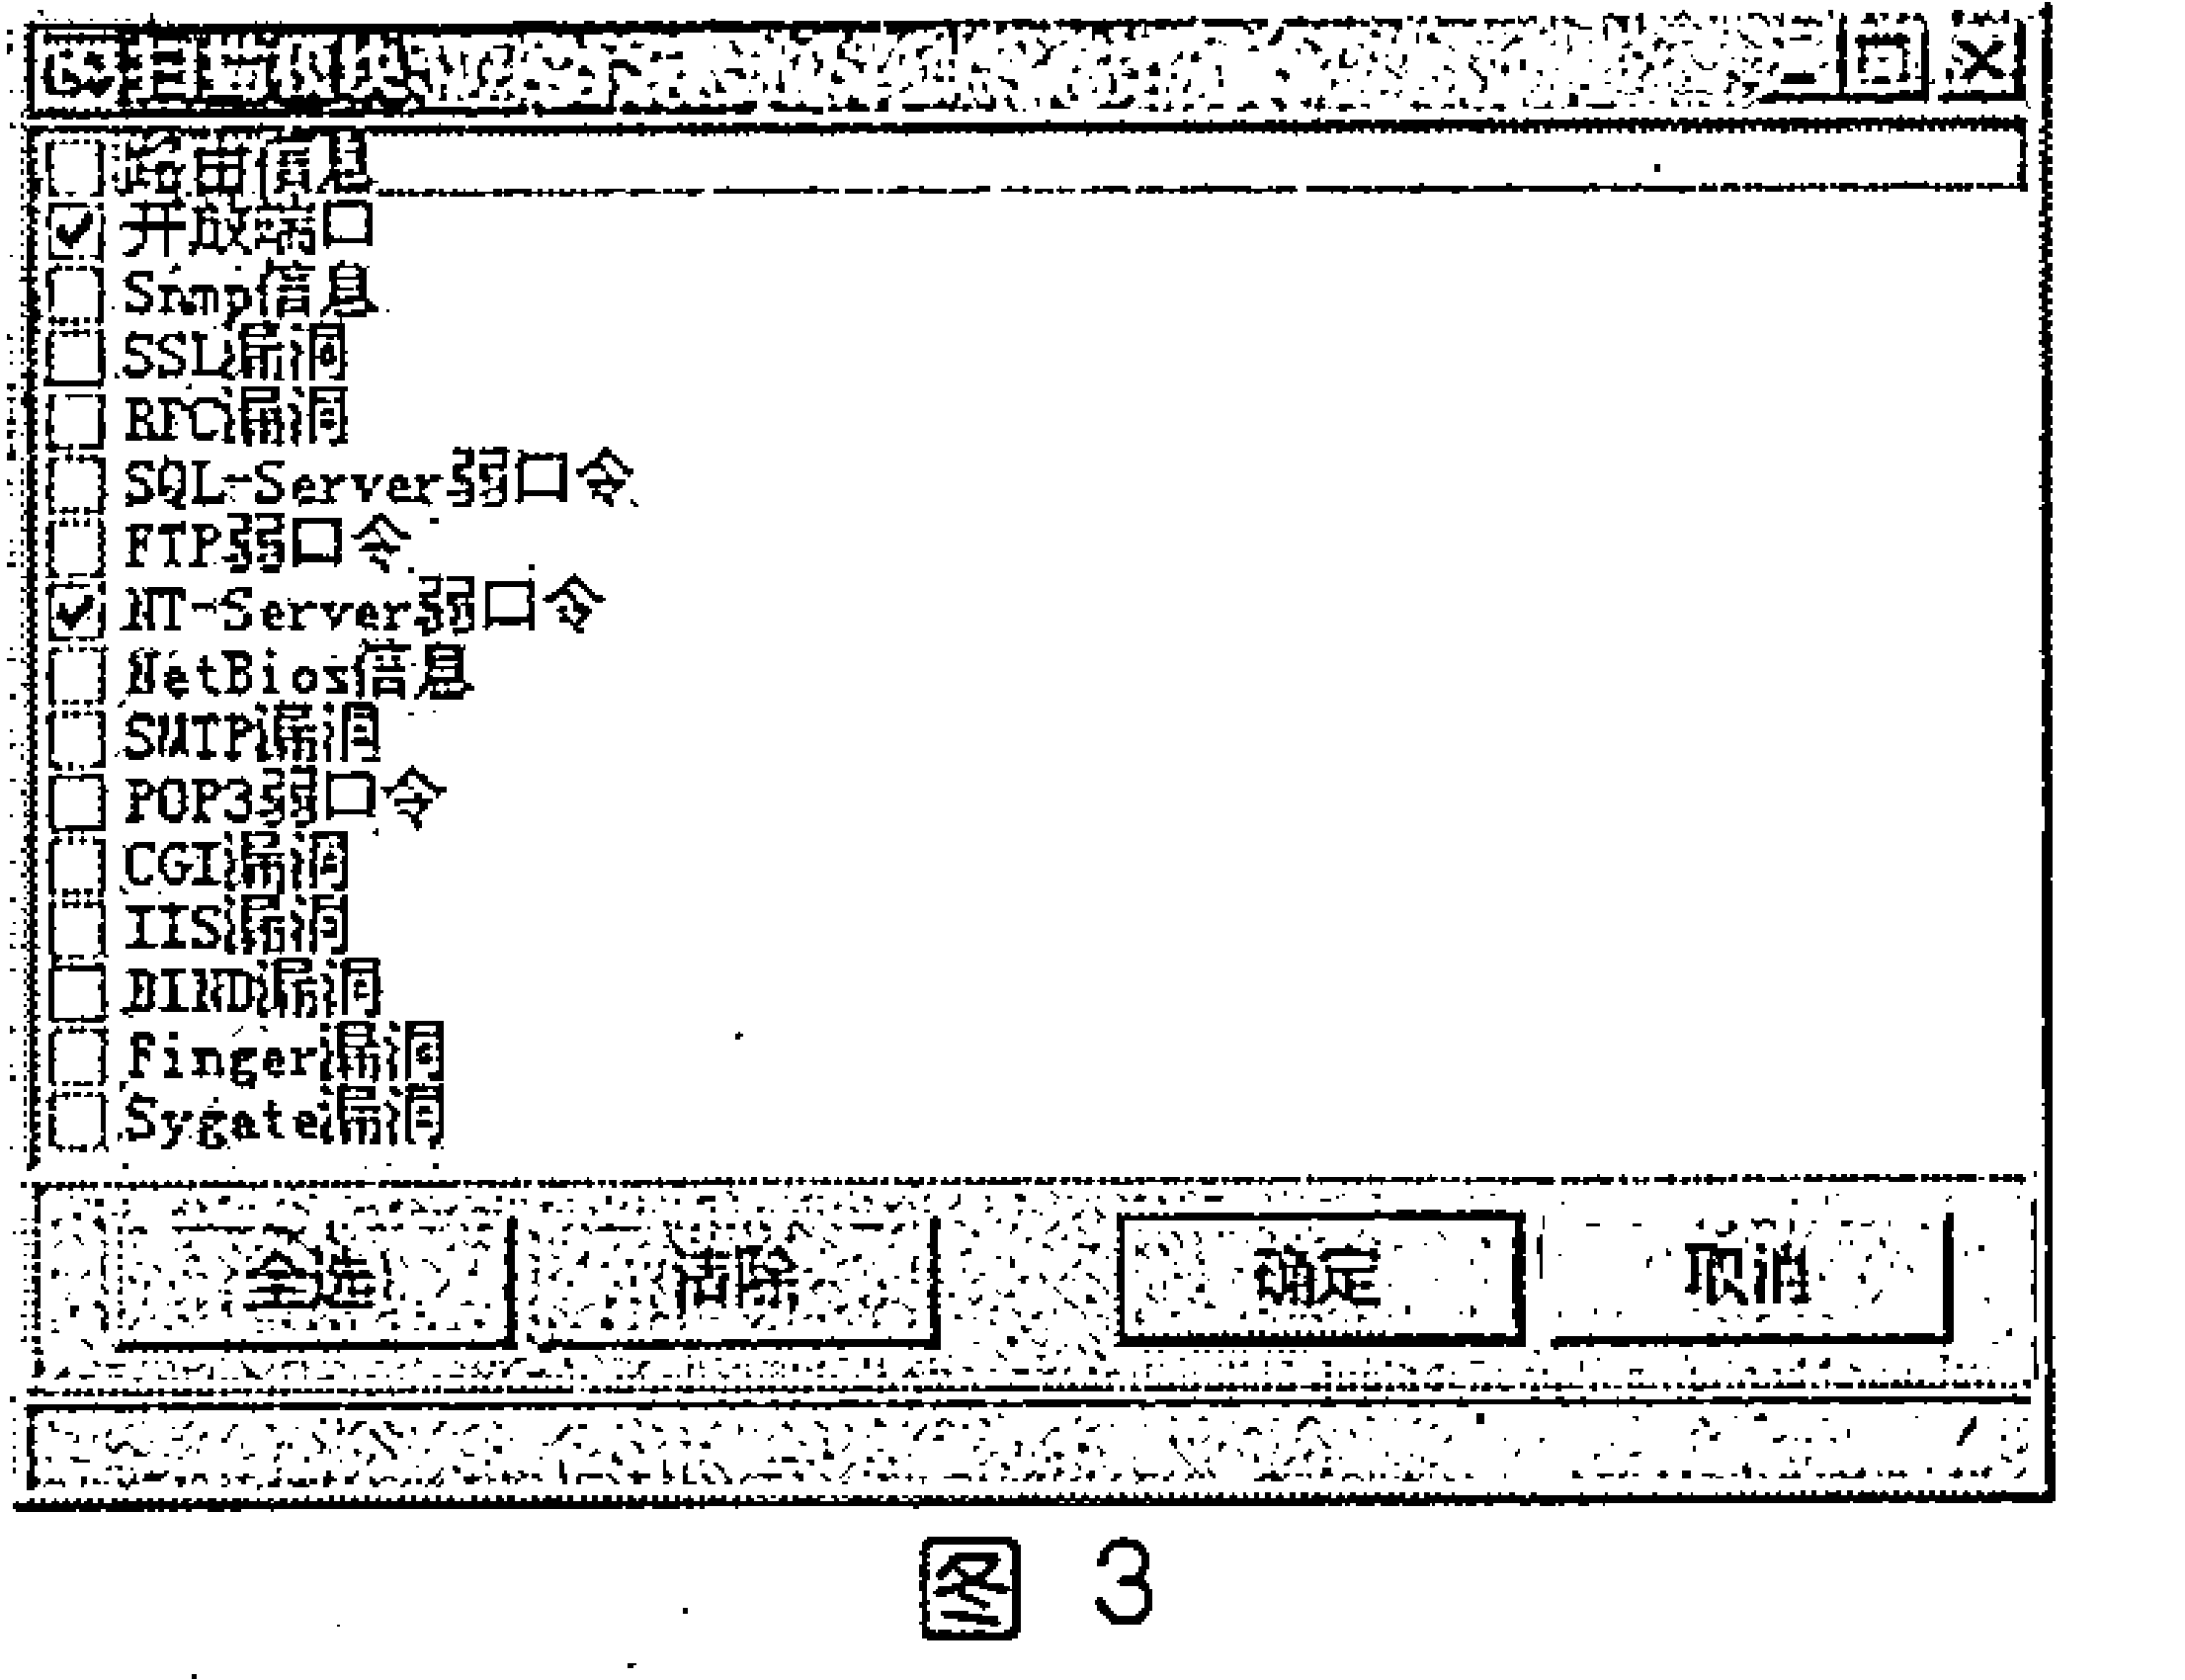 路由信息
开放端口
Snmp信息
SSL漏洞
RPC漏洞
SQL-Server弱口令
FTP弱口令
NT-Server弱口令
NetBios信息
SMTP漏洞
POP3弱口令
CGI漏洞
IIS漏洞
BIND漏洞
Finger漏洞
Sygate漏洞
全选 清除 确定 取消
图 3